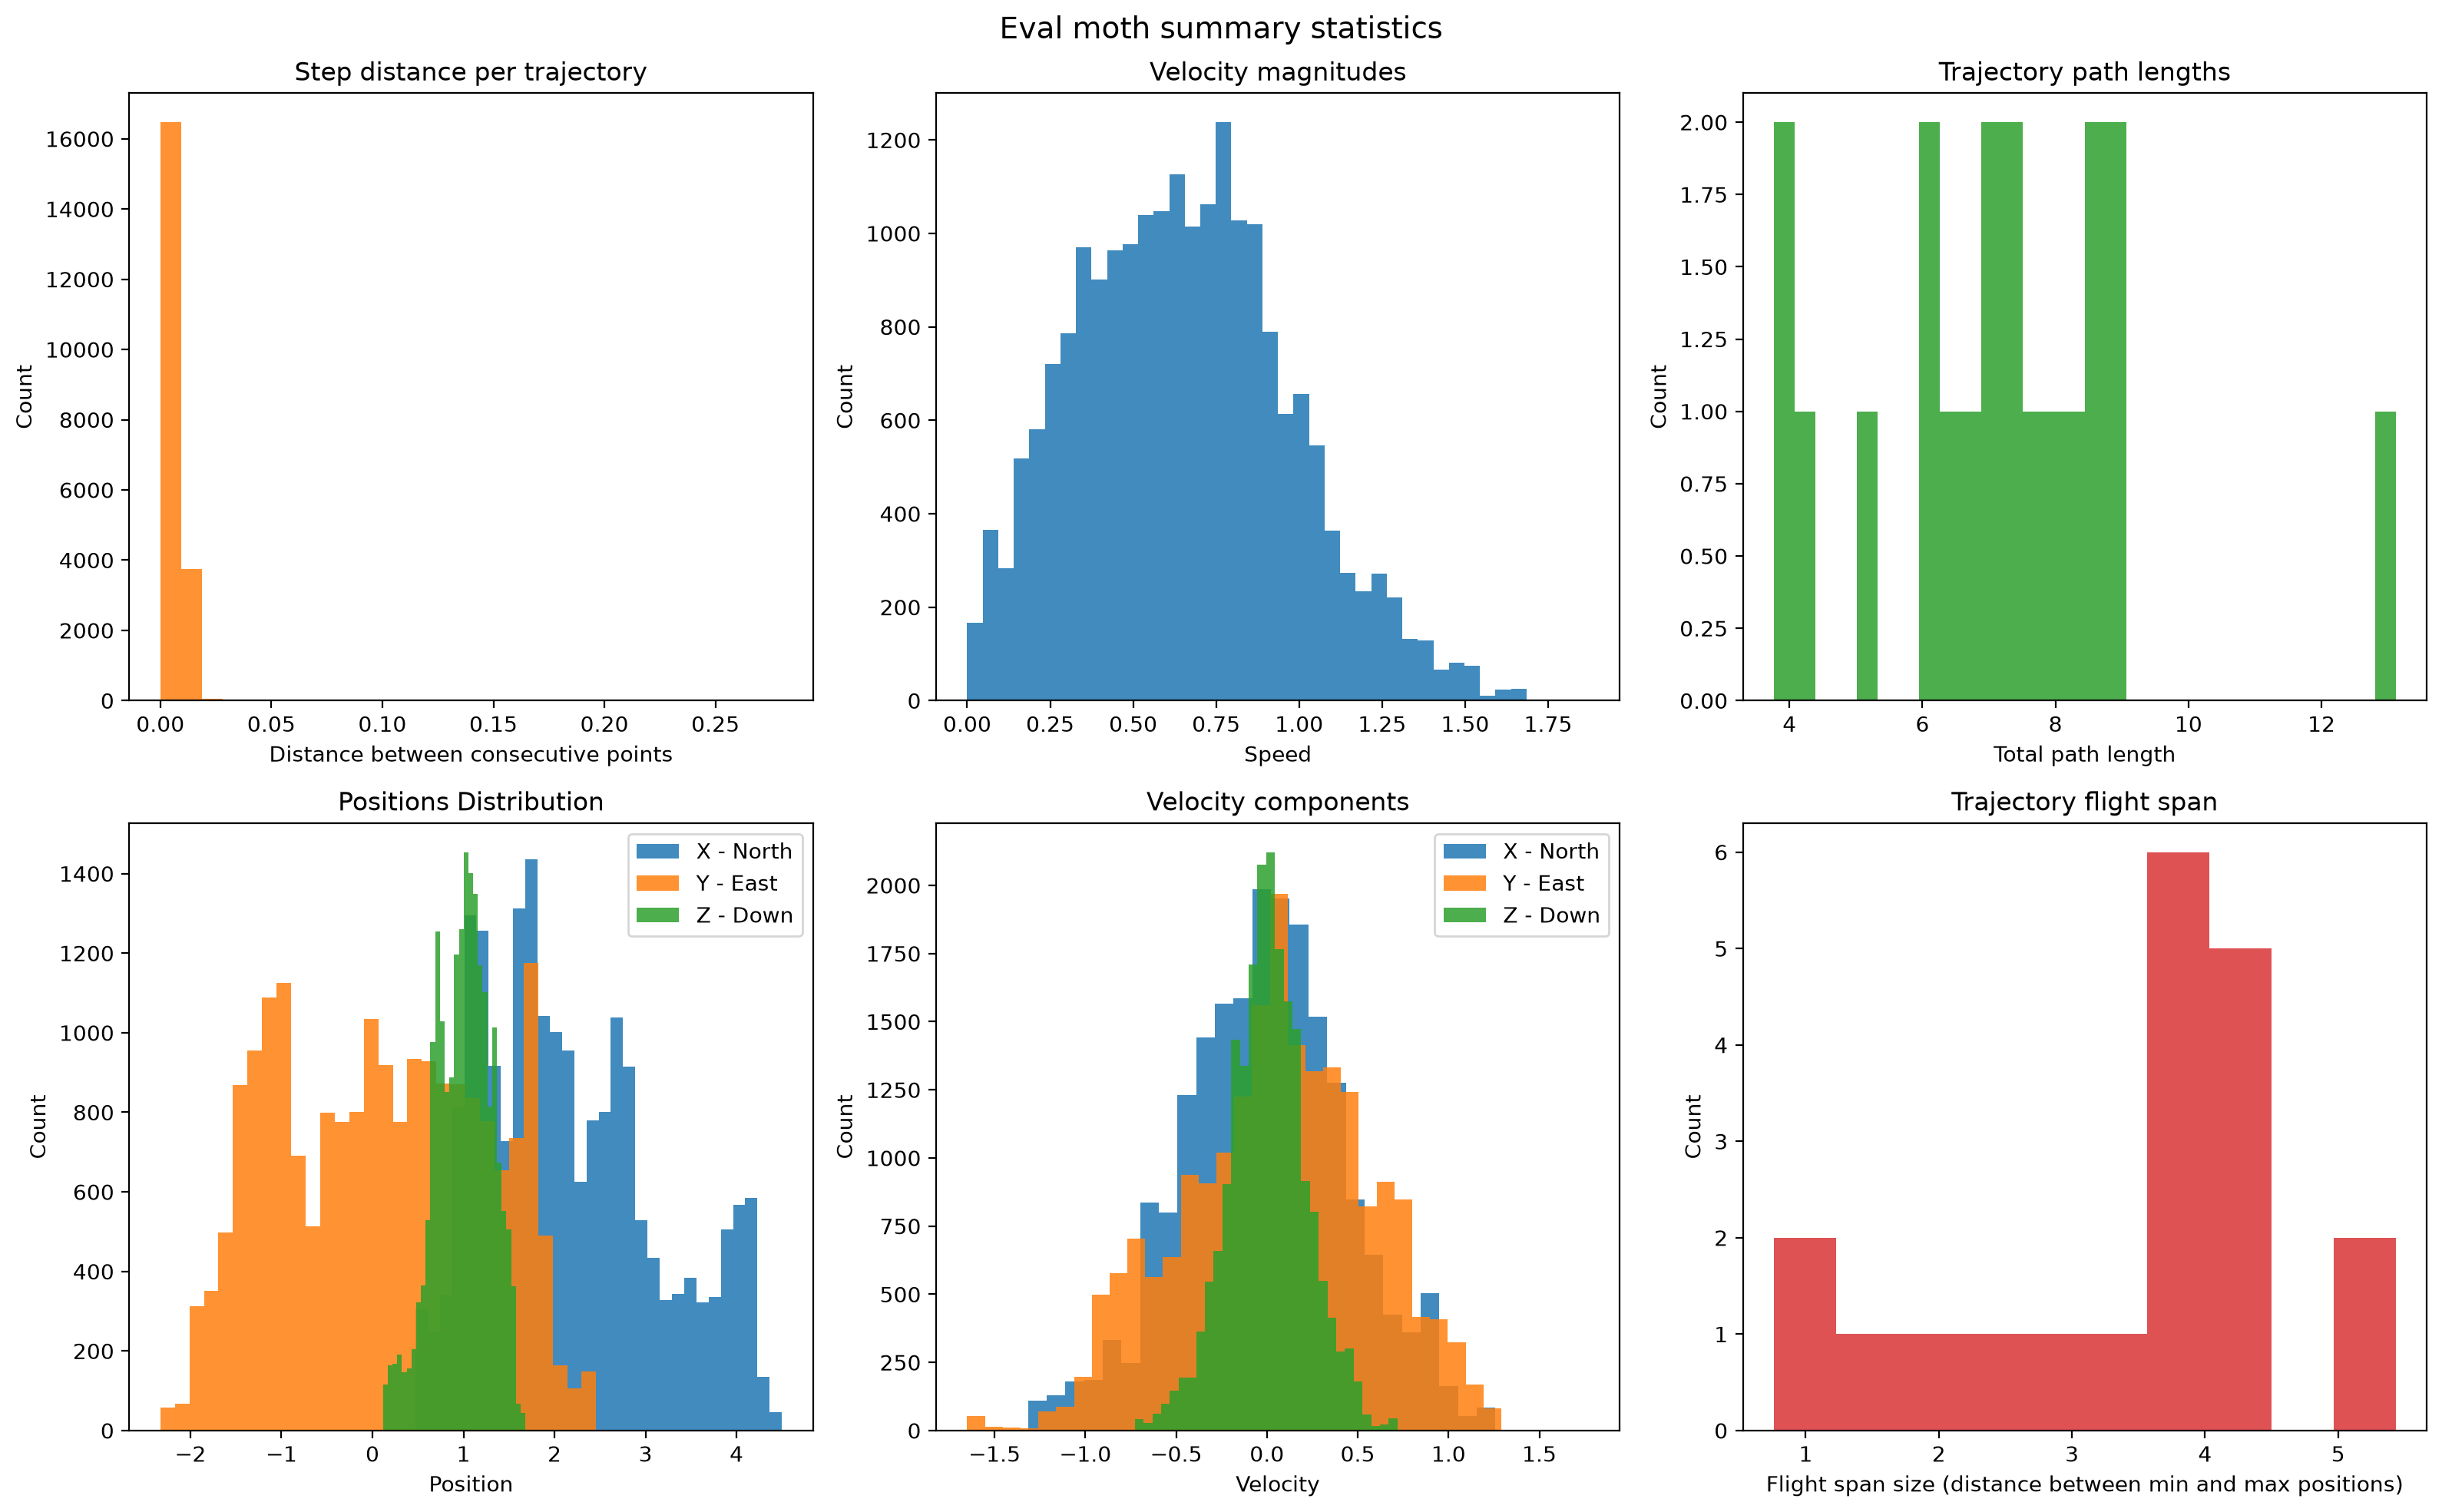 Eval moth summary statistics
Step distance per trajectory
Count
16000
14000
12000
10000
8000
6000
4000
2000
0
0.00 0.05 0.10 0.15 0.20 0.25
Distance between consecutive points
Velocity magnitudes
Count
1200
1000
800
600
400
200
0
0.00 0.25 0.50 0.75 1.00 1.25 1.50 1.75
Speed
Trajectory path lengths
Count
2.00
1.75
1.50
1.25
1.00
0.75
0.50
0.25
0.00
4 6 8 10 12
Total path length
Positions Distribution
Count
1400
1200
1000
800
600
400
200
0
X - North
Y - East
Z - Down
−2 −1 0 1 2 3 4
Position
Velocity components
Count
2000
1750
1500
1250
1000
750
500
250
0
X - North
Y - East
Z - Down
−1.5 −1.0 −0.5 0.0 0.5 1.0 1.5
Velocity
Trajectory flight span
Count
6
5
4
3
2
1
0
1 2 3 4 5
Flight span size (distance between min and max positions)